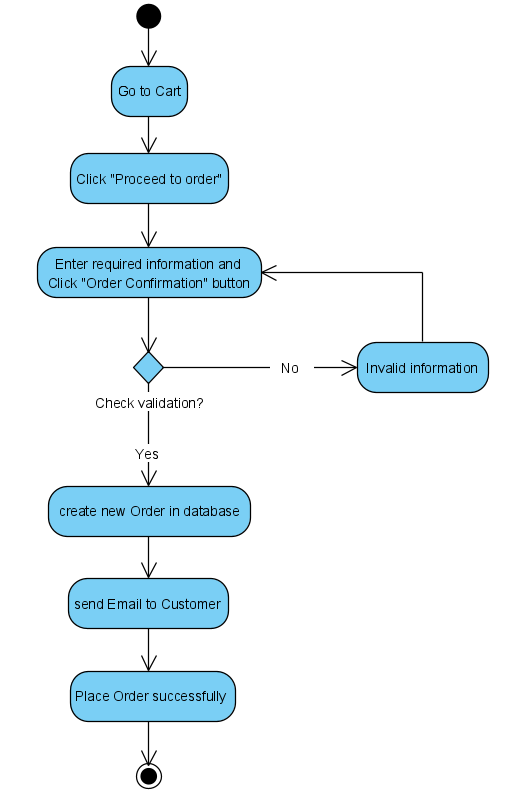 Go to Cart
Click "Proceed to order"
Enter required information and
Click "Order Confirmation" button
No
Invalid information
Check validation?
Yes
create new Order in database
send Email to Customer
Place Order successfully